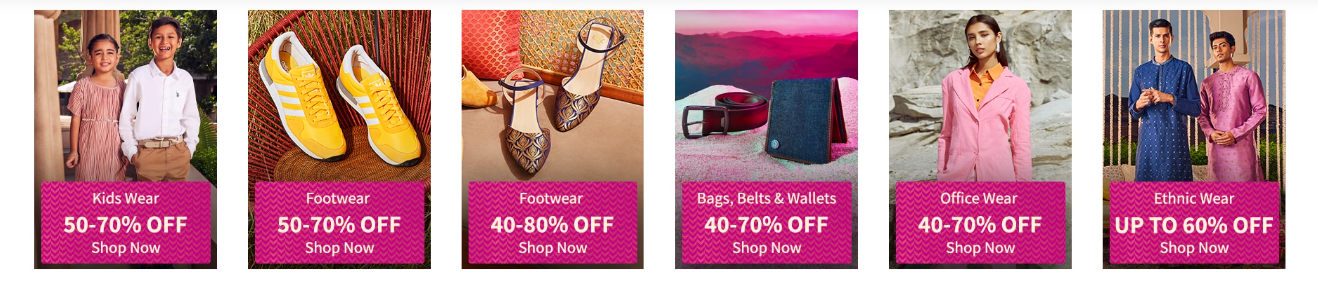 Kids Wear
50-70% OFF
Shop Now
Footwear
50-70% OFF
Shop Now
Footwear
40-80% OFF
Shop Now
Bags, Belts & Wallets
40-70% OFF
Shop Now
Office Wear
40-70% OFF
Shop Now
Ethnic Wear
UP TO 60% OFF
Shop Now